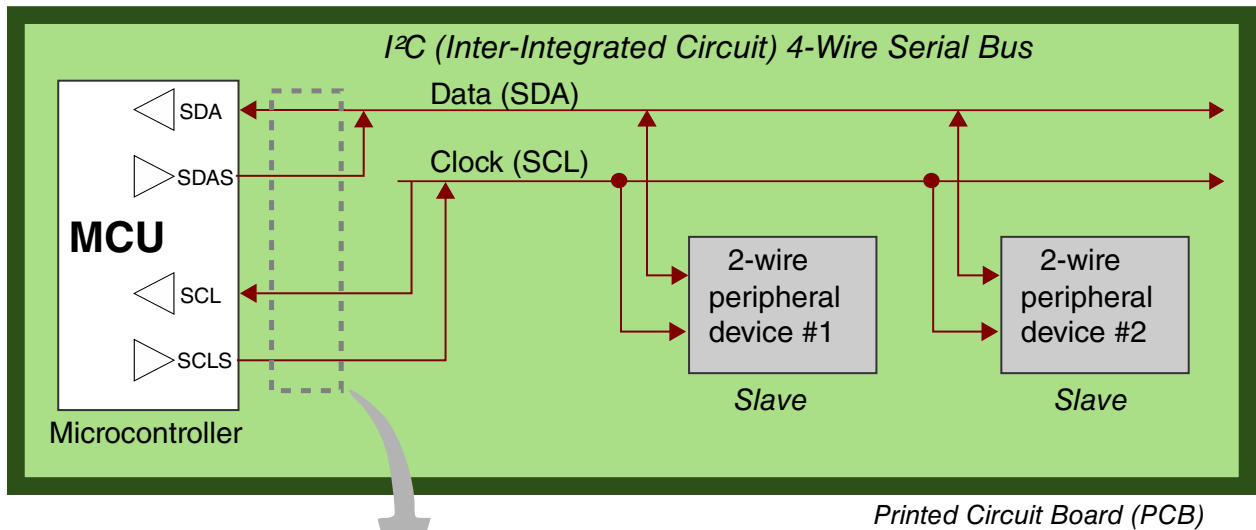 I²C (Inter-Integrated Circuit) 4-Wire Serial Bus
SDA
Data (SDA)
SDAS
Clock (SCL)
MCU
SCL
SCLS
2-wire
peripheral
device #1
2-wire
peripheral
device #2
Slave
Slave
Microcontroller
Printed Circuit Board (PCB)